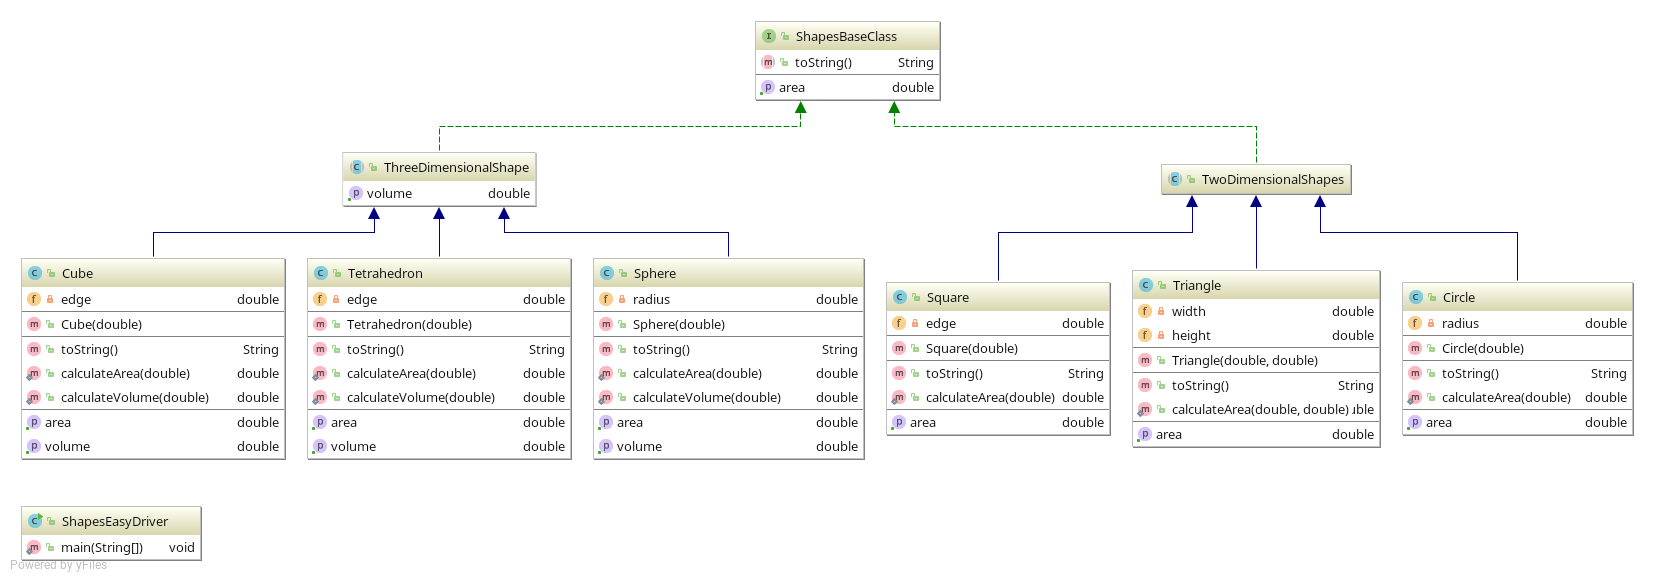 ShapesBaseClass
toString() String
area double
ThreeDimensionalShape
volume double
TwoDimensionalShapes
Cube
edge double
Cube(double)
toString() String
calculateArea(double) double
calculateVolume(double) double
area double
volume double
Tetrahedron
edge double
Tetrahedron(double)
toString() String
calculateArea(double) double
calculateVolume(double) double
area double
volume double
Sphere
radius double
Sphere(double)
toString() String
calculateArea(double) double
calculateVolume(double) double
area double
volume double
Square
edge double
Square(double)
toString() String
calculateArea(double) double
area double
Triangle
width double
height double
Triangle(double, double)
toString() String
calculateArea(double, double) uble
area double
Circle
radius double
Circle(double)
toString() String
calculateArea(double) double
area double
ShapesEasyDriver
main(String[]) void
Powered by yFiles